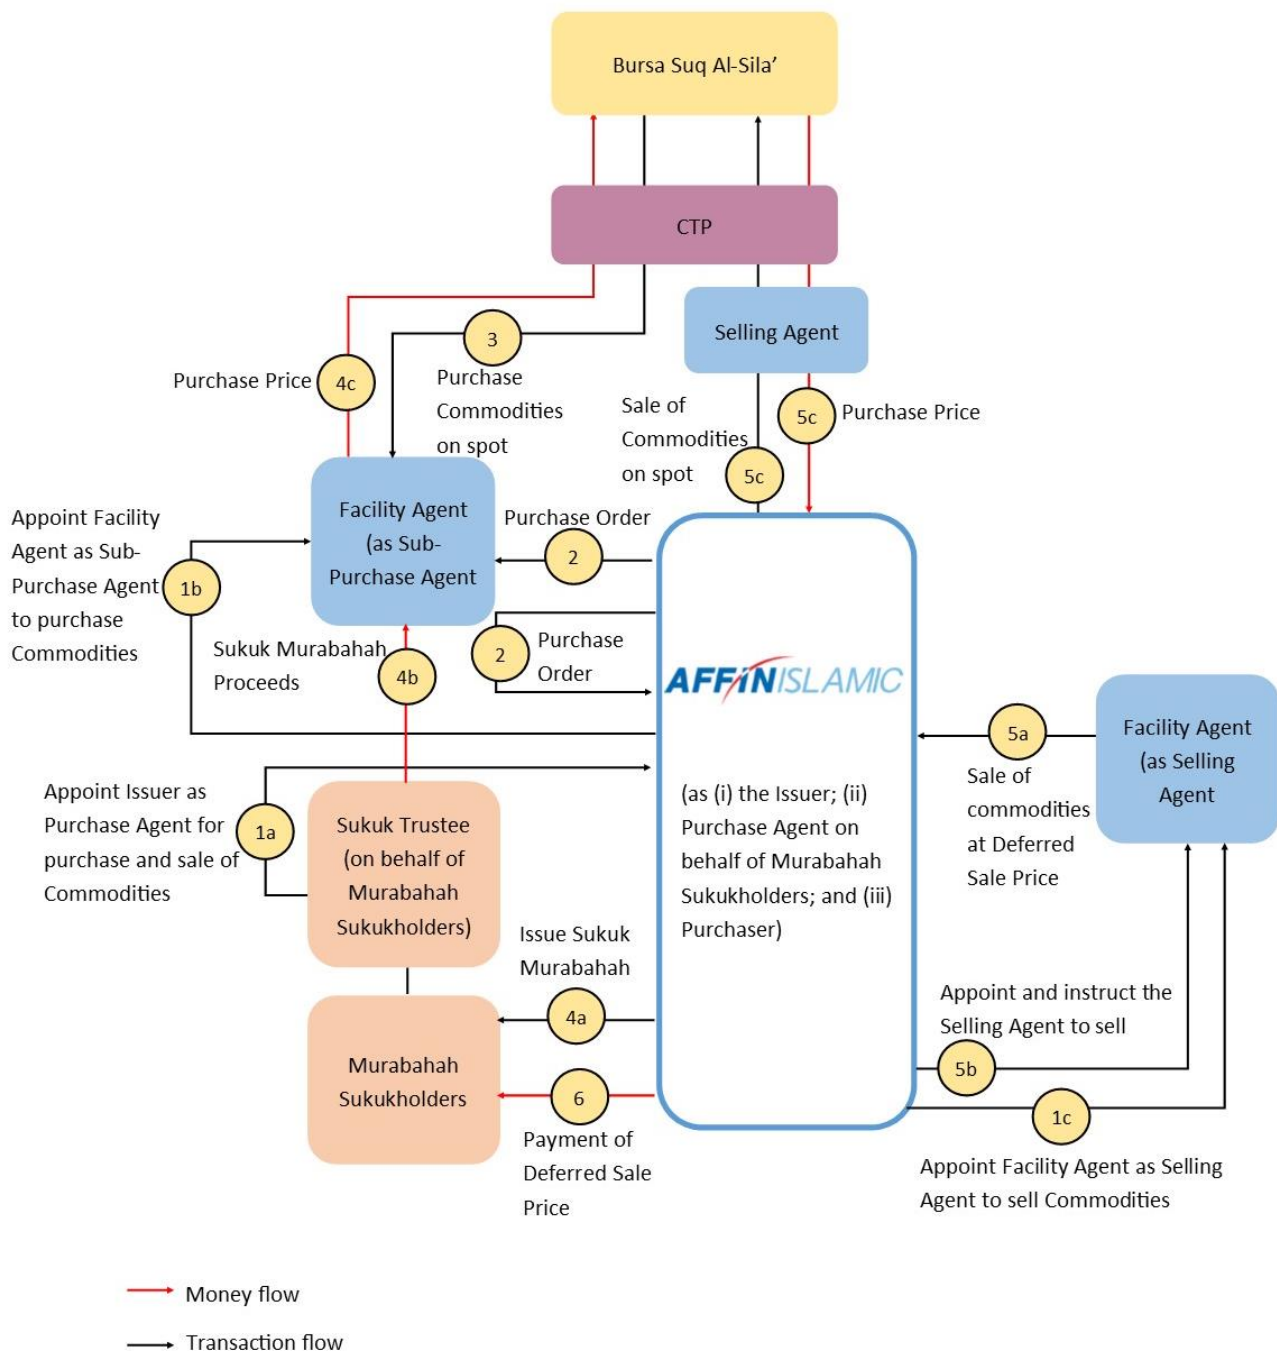 Bursa Suq Al-Sila’
CTP
Selling Agent
3
Purchase
Commodities
on spot
Purchase Price
4c
Sale of
Commodities
on spot
5c
5c
Purchase Price
Appoint Facility
Agent as Sub-
Purchase Agent
to purchase
Commodities
1b
Facility Agent
(as Sub-
Purchase Agent
Purchase Order
2
2
Purchase
Order
Sukuk Murabahah
Proceeds
4b
AFFIN ISLAMIC
(as (i) the Issuer; (ii)
Purchase Agent on
behalf of Murabahah
Sukukholders; and (iii)
Purchaser)
5a
Sale of
commodities
at Deferred
Sale Price
Facility Agent
(as Selling
Agent
Appoint Issuer as
Purchase Agent for
purchase and sale of
Commodities
1a
Sukuk Trustee
(on behalf of
Murabahah
Sukukholders)
Issue Sukuk
Murabahah
4a
Murabahah
Sukukholders
6
Payment of
Deferred Sale
Price
Appoint and instruct the
Selling Agent to sell
5b
1c
Appoint Facility Agent as Selling
Agent to sell Commodities
Money flow
Transaction flow